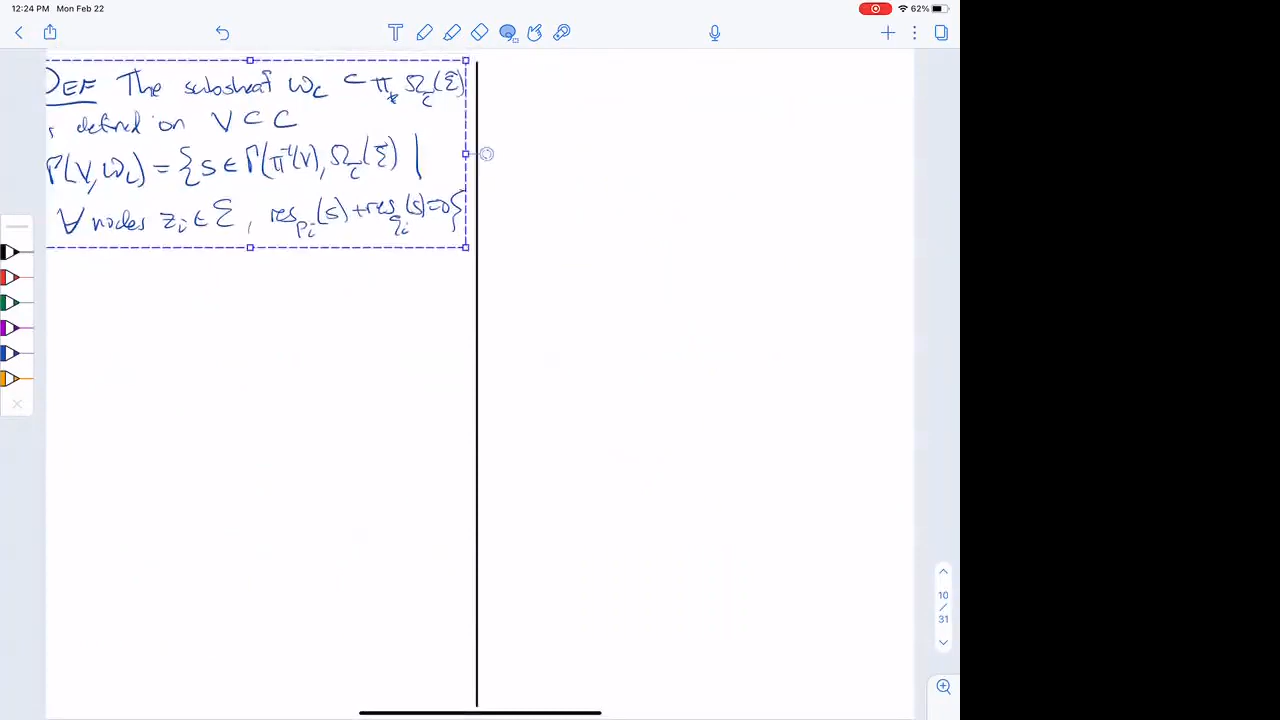 12:24 PM Mon Feb 22
62%
DEF The subsheaf ω_C ⊂ π_* Ω_C̃(Σ̃)
is defined on V ⊂ C
Γ(V, ω_C) = {s ∈ Γ(π⁻¹(V), Ω_C̃(Σ̃) |
∀ nodes z_i ∈ Σ, res_{p_i}(s) + res_{q_i}(s) = 0}
10
/
31